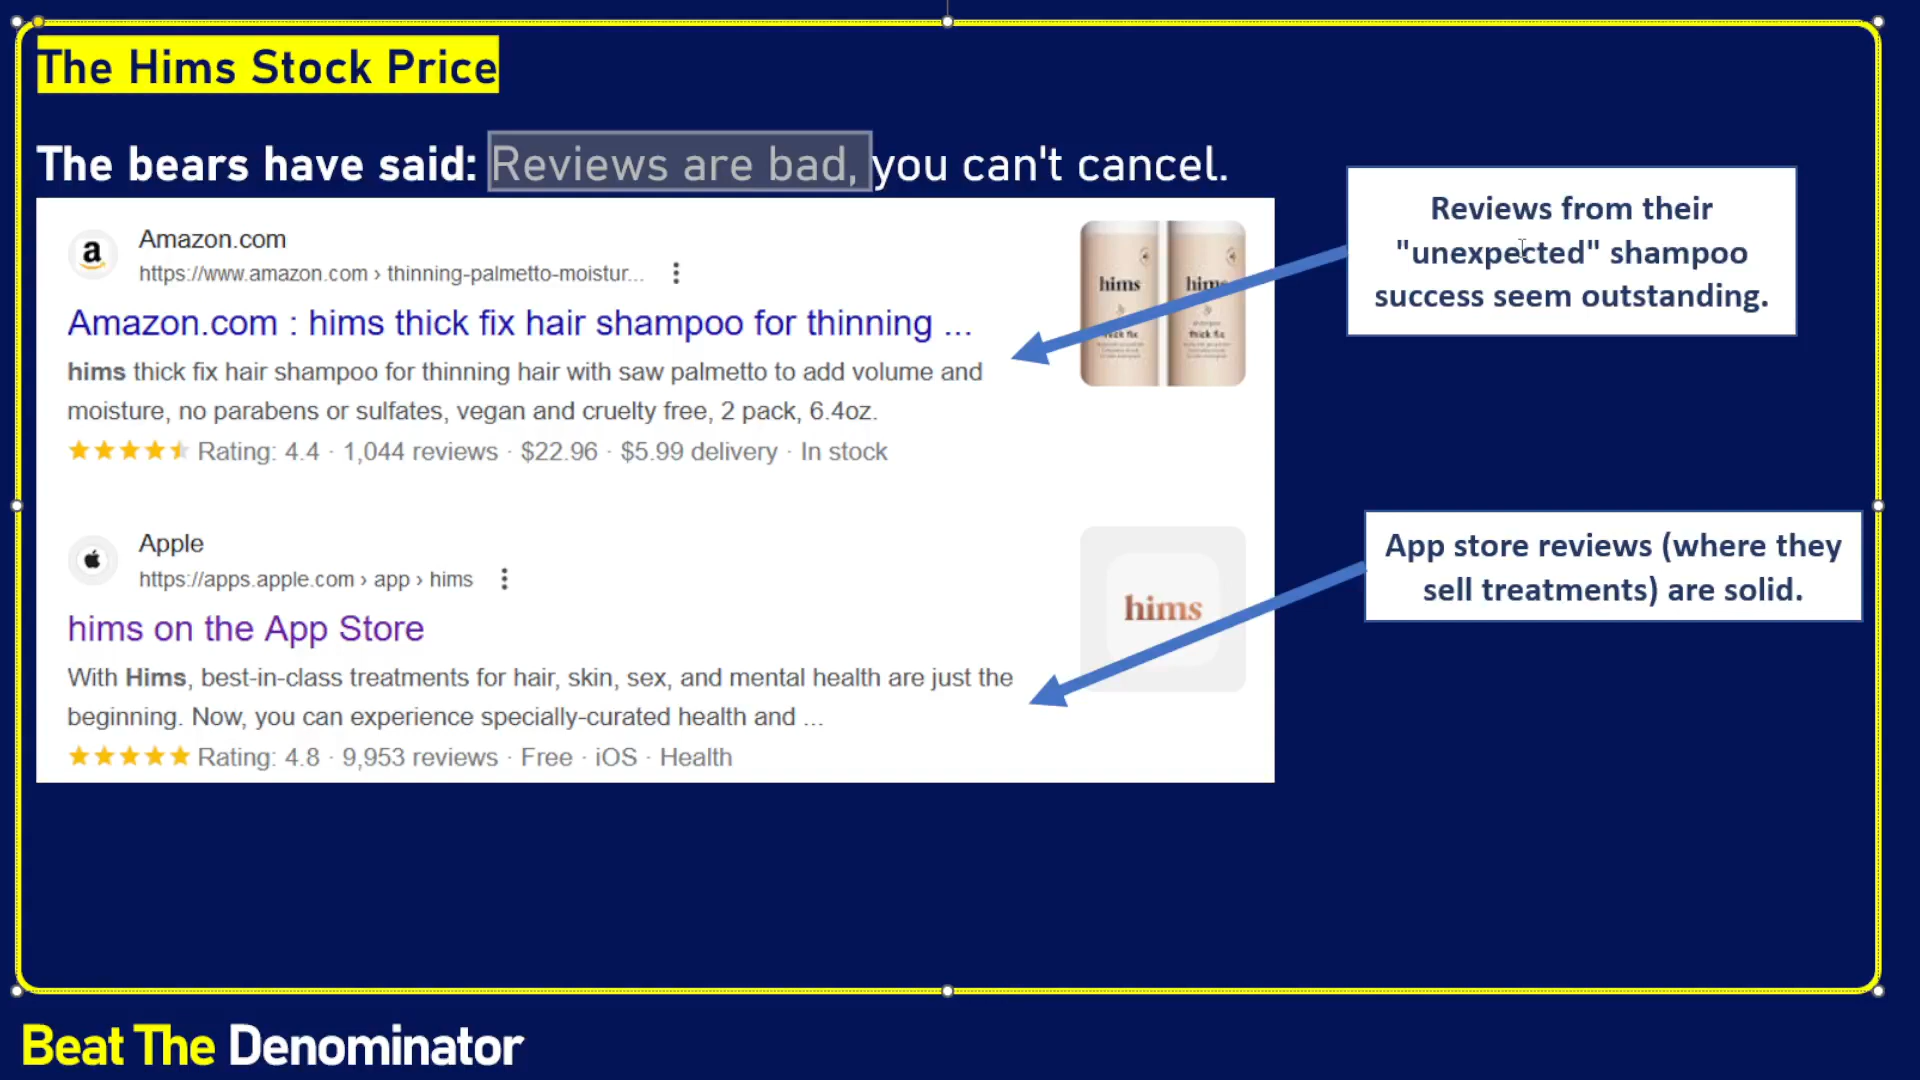 The Hims Stock Price
The bears have said: Reviews are bad, you can't cancel.
Amazon.com
https://www.amazon.com › thinning-palmetto-moistur...
Amazon.com : hims thick fix hair shampoo for thinning ...
hims thick fix hair shampoo for thinning hair with saw palmetto to add volume and
moisture, no parabens or sulfates, vegan and cruelty free, 2 pack, 6.4oz.
Rating: 4.4 · 1,044 reviews · $22.96 · $5.99 delivery · In stock
hims
hims
thick fix
Reviews from their
"unexpected" shampoo
success seem outstanding.
Apple
https://apps.apple.com › app › hims
hims on the App Store
With Hims, best-in-class treatments for hair, skin, sex, and mental health are just the
beginning. Now, you can experience specially-curated health and ...
Rating: 4.8 · 9,953 reviews · Free · iOS · Health
hims
App store reviews (where they
sell treatments) are solid.
Beat The Denominator